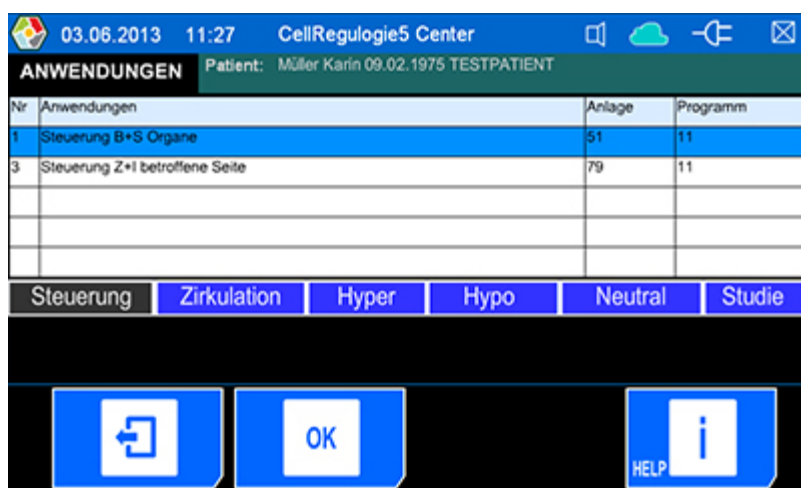 03.06.2013 11:27 CellRegulogie5 Center
ANWENDUNGEN Patient: Müller Karin 09.02.1975 TESTPATIENT
Nr Anwendungen Anlage Programm
1 Steuerung B+S Organe 51 11
3 Steuerung Z+I betroffene Seite 79 11
Steuerung Zirkulation Hyper Hypo Neutral Studie
OK i
HELP